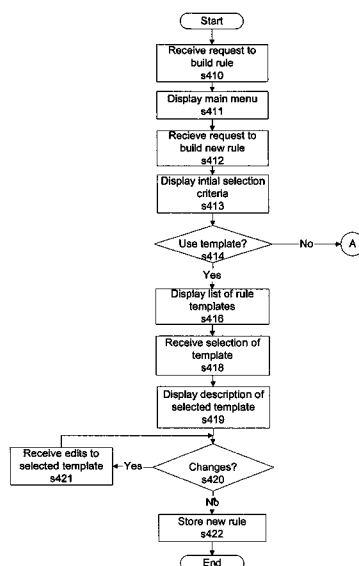 Start
Receive request to
build rule
s410
Display main menu
s411
Recieve request to
build new rule
s412
Display intial selection
criteria
s413
Use template?
s414
No
A
Yes
Display list of rule
templates
s416
Receive selection of
template
s418
Display description of
selected template
s419
Receive edits to
selected template
s421
Yes
Changes?
s420
No
Store new rule
s422
End